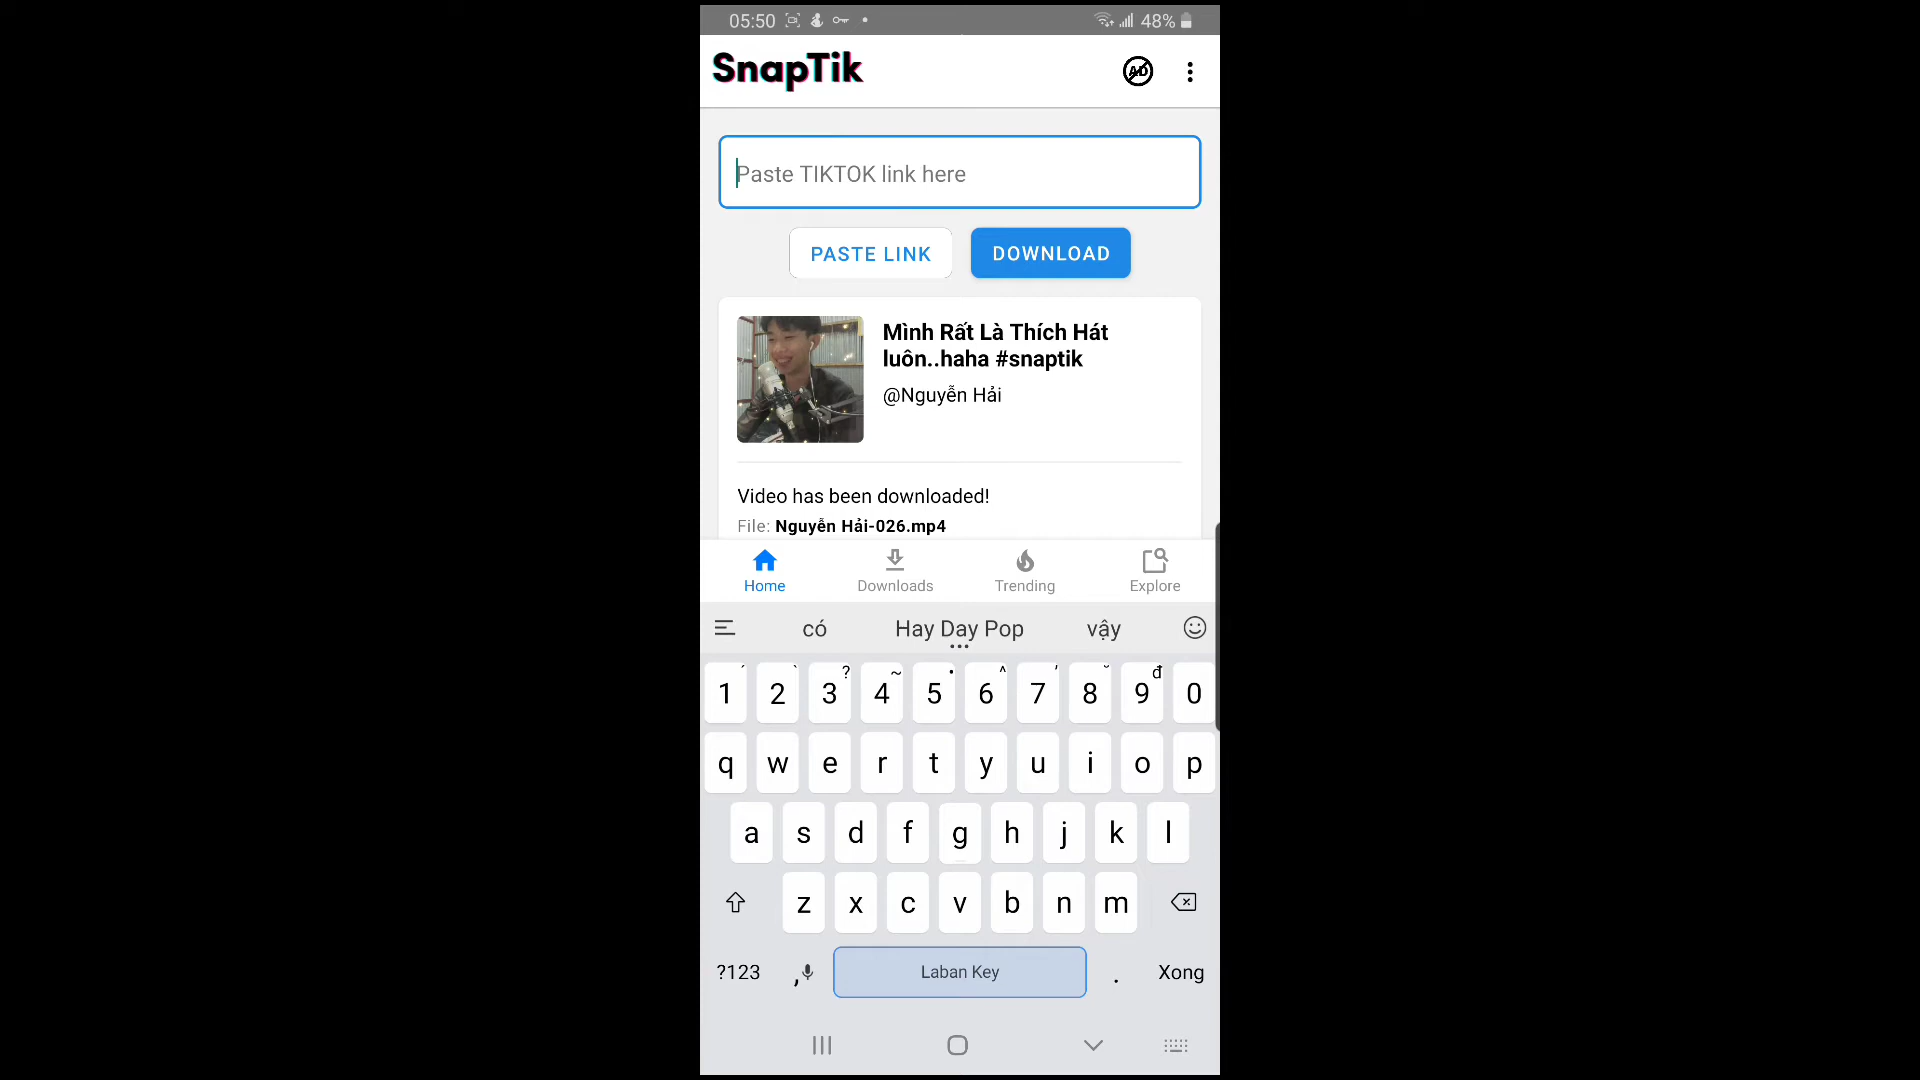 05:50 48%
SnapTik
AD
Paste TIKTOK link here
PASTE LINK DOWNLOAD
Mình Rất Là Thích Hát
luôn..haha #snaptik
@Nguyễn Hải
Video has been downloaded!
File: Nguyễn Hải-026.mp4
Home Downloads Trending Explore
có Hay Day Pop vậy
1 2 3 4 5 6 7 8 9 0
q w e r t y u i o p
a s d f g h j k l
z x c v b n m
?123 , Laban Key . Xong